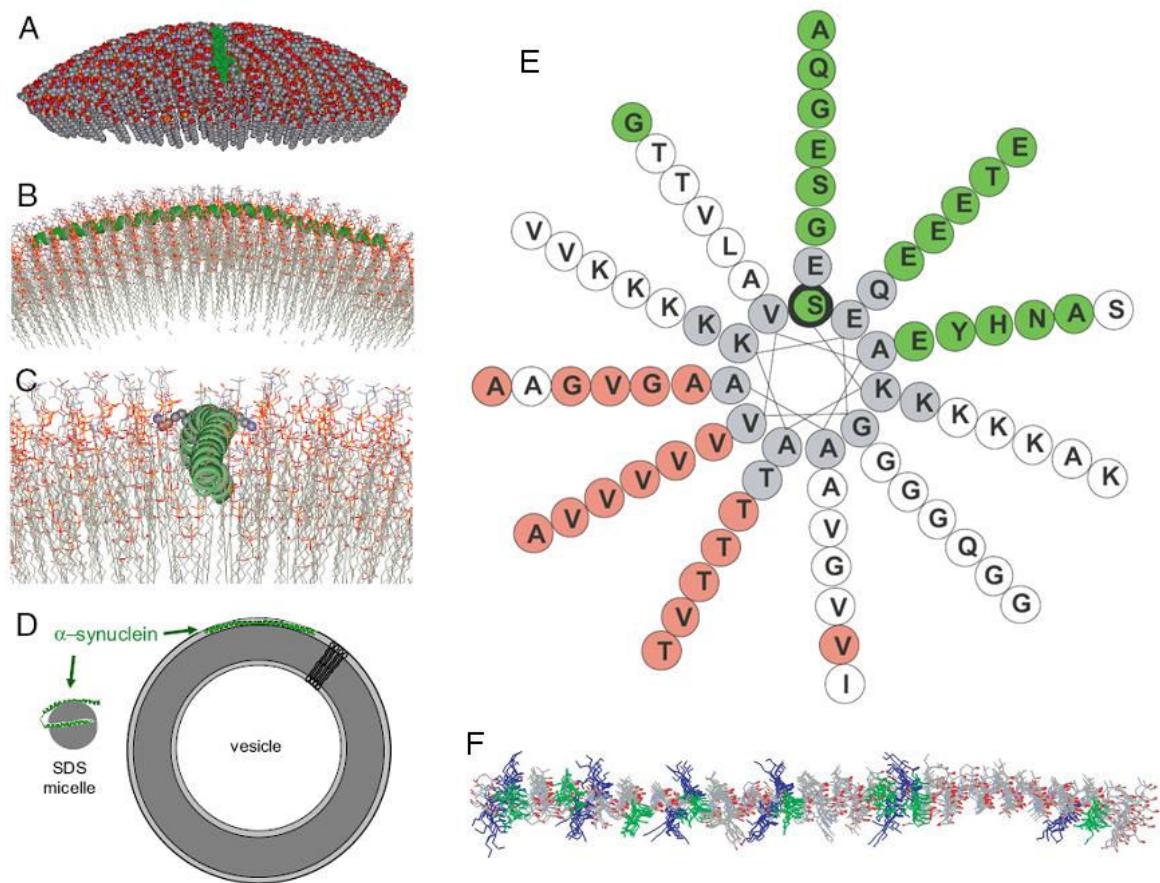 A
B
C
D
α–synuclein
SDS
micelle
vesicle
E
A Q G E S G E S
E Q E E E T E
A E Y H N A S
K K K K K A K
G G G G Q G G
A A V G V V I
A T T T T V T
V V V V V V A
A A G V G A A
V V K K K K K
G T T V L A V
F